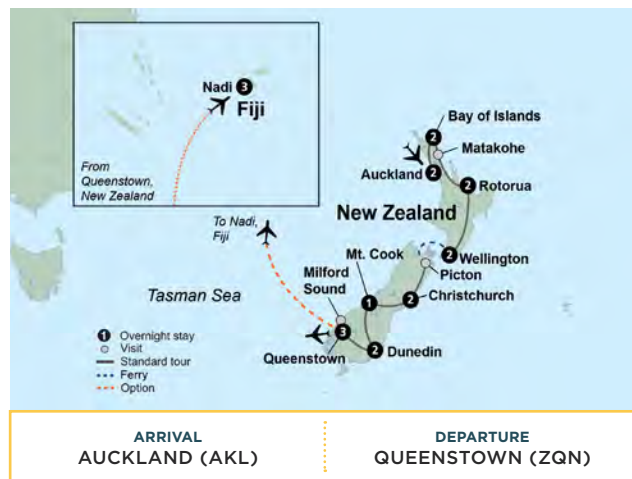 Nadi 3
Fiji
From
Queenstown,
New Zealand
Bay of Islands
2
Matakohe
Auckland 2
2 Rotorua
New Zealand
To Nadi,
Fiji
Mt. Cook
2 Wellington
Picton
Milford
Sound
Tasman Sea
1
2 Christchurch
3
Queenstown
2 Dunedin
1 Overnight stay
Visit
Standard tour
Ferry
Option
ARRIVAL
AUCKLAND (AKL)
DEPARTURE
QUEENSTOWN (ZQN)